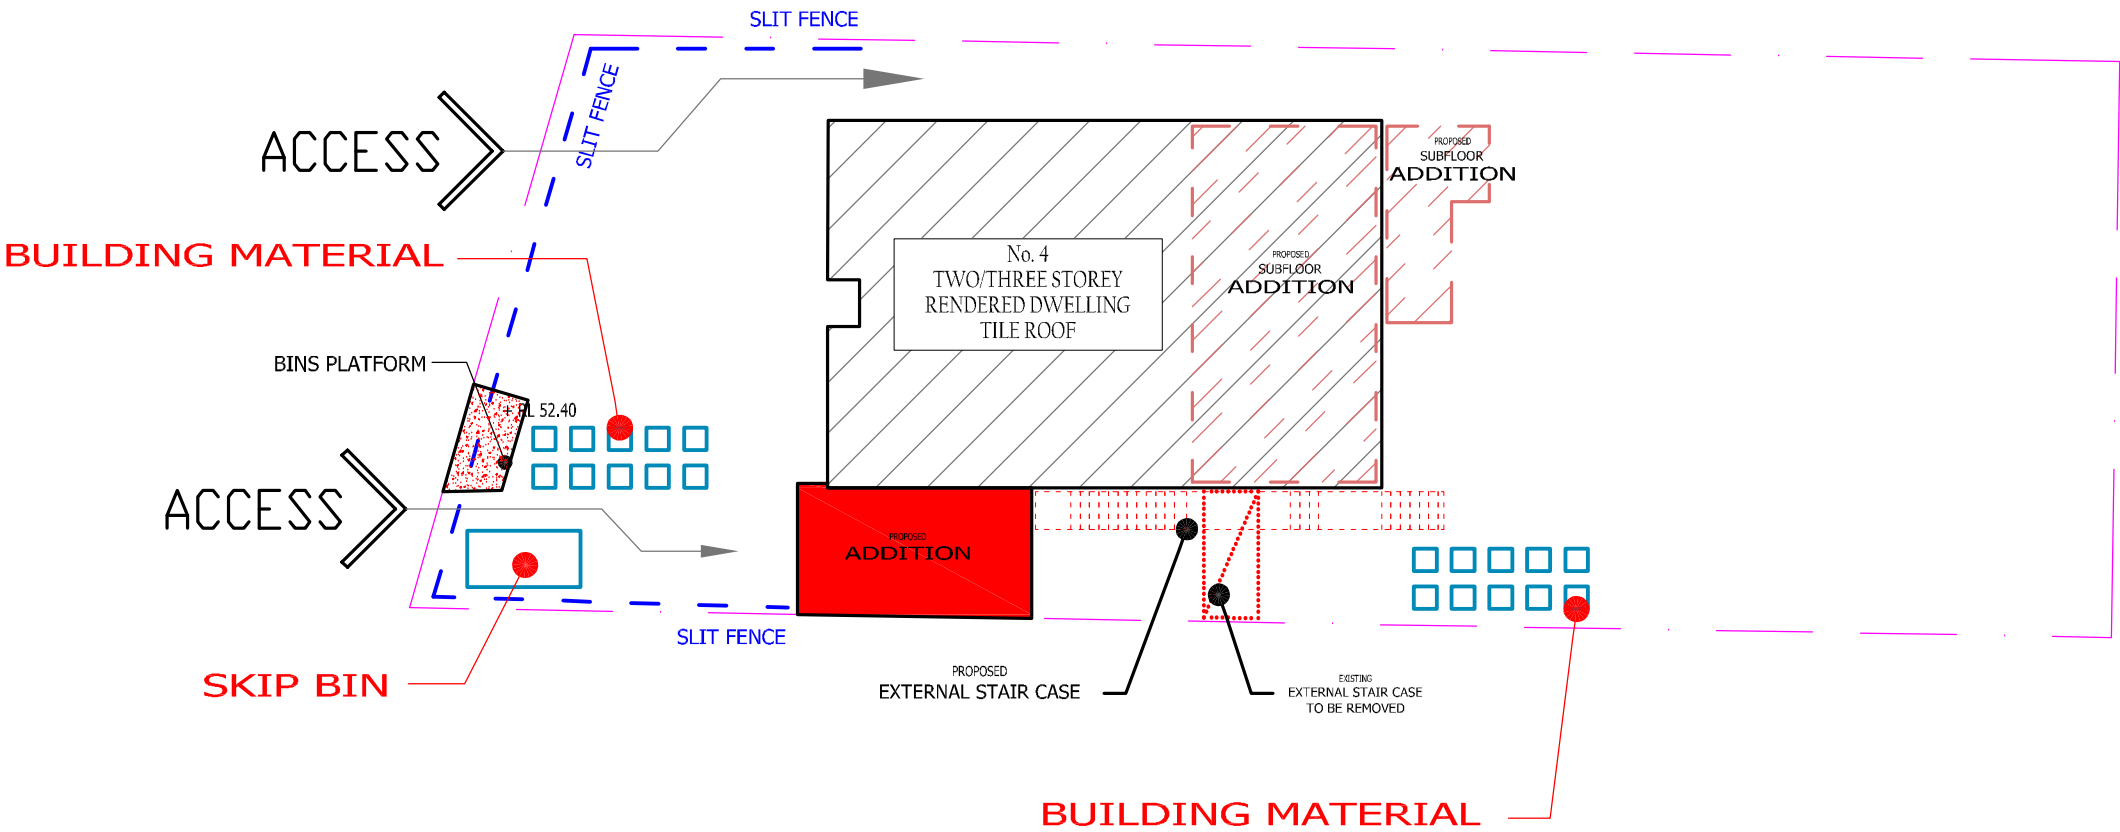 SLIT FENCE
SLIT FENCE
ACCESS
BUILDING MATERIAL
PROPOSED
SUBFLOOR
ADDITION
No. 4
TWO/THREE STOREY
RENDERED DWELLING
TILE ROOF
PROPOSED
SUBFLOOR
ADDITION
BINS PLATFORM
+ RL 52.40
ACCESS
PROPOSED
ADDITION
SLIT FENCE
SKIP BIN
PROPOSED
EXTERNAL STAIR CASE
EXISTING
EXTERNAL STAIR CASE
TO BE REMOVED
BUILDING MATERIAL